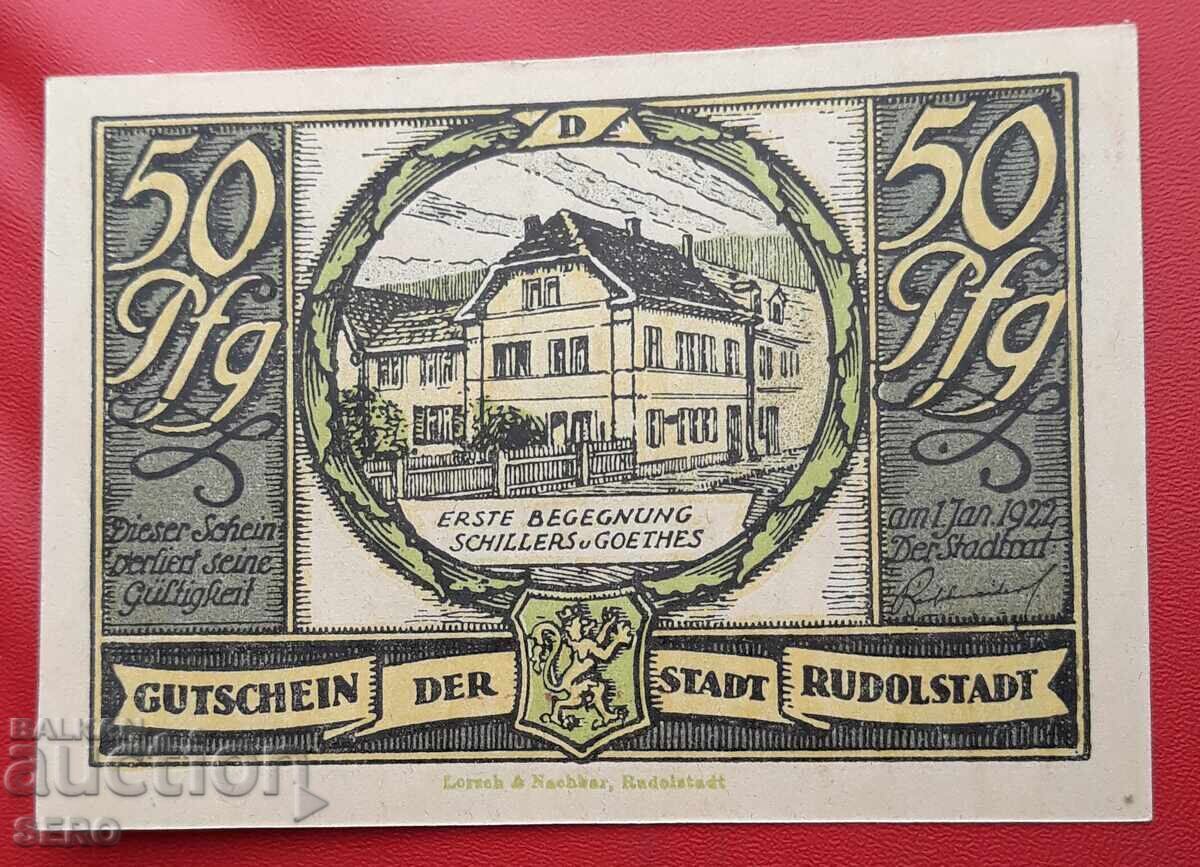 D
50
Pfg
Dieser Schein
verliert seine
Gültigkeit
ERSTE BEGEGNUNG
SCHILLERS u GOETHES
50
Pfg
am 1. Jan. 1922
Der Stadtrat
GUTSCHEIN DER STADT RUDOLSTADT
Lorsch & Nachbar, Rudolstadt
BALKAN
auction
SERO